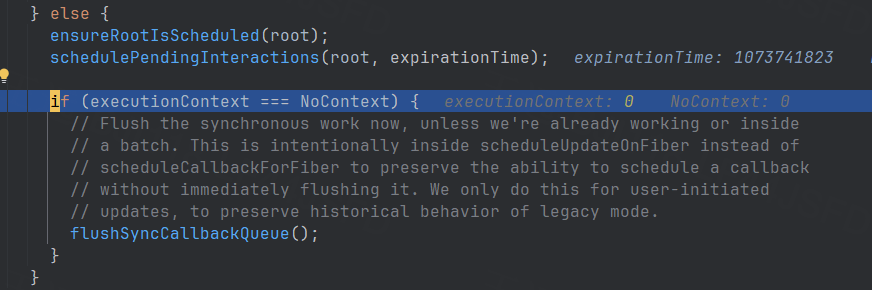 } else {
ensureRootIsScheduled(root);
schedulePendingInteractions(root, expirationTime); expirationTime: 1073741823
if (executionContext === NoContext) { executionContext: 0 NoContext: 0
// Flush the synchronous work now, unless we're already working or inside
// a batch. This is intentionally inside scheduleUpdateOnFiber instead of
// scheduleCallbackForFiber to preserve the ability to schedule a callback
// without immediately flushing it. We only do this for user-initiated
// updates, to preserve historical behavior of legacy mode.
flushSyncCallbackQueue();
}
}